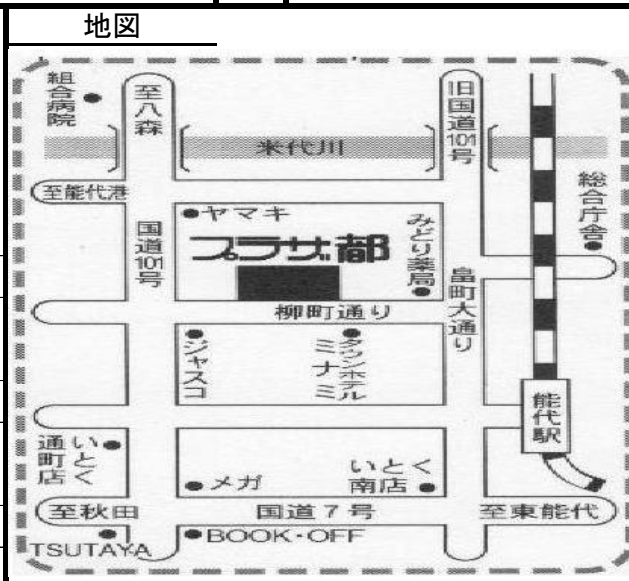 地図
組合病院
至八森
旧国道101号
米代川
至能代港
総合庁舎
ヤマキ
国道101号
プラザ都
みどり薬局
畠町大通り
柳町通り
ジャスコ
タウンホテル
ミナミ
能代駅
いとく
通町店
メガ
いとく
南店
至秋田
国道7号
至東能代
TSUTAYA
BOOK・OFF